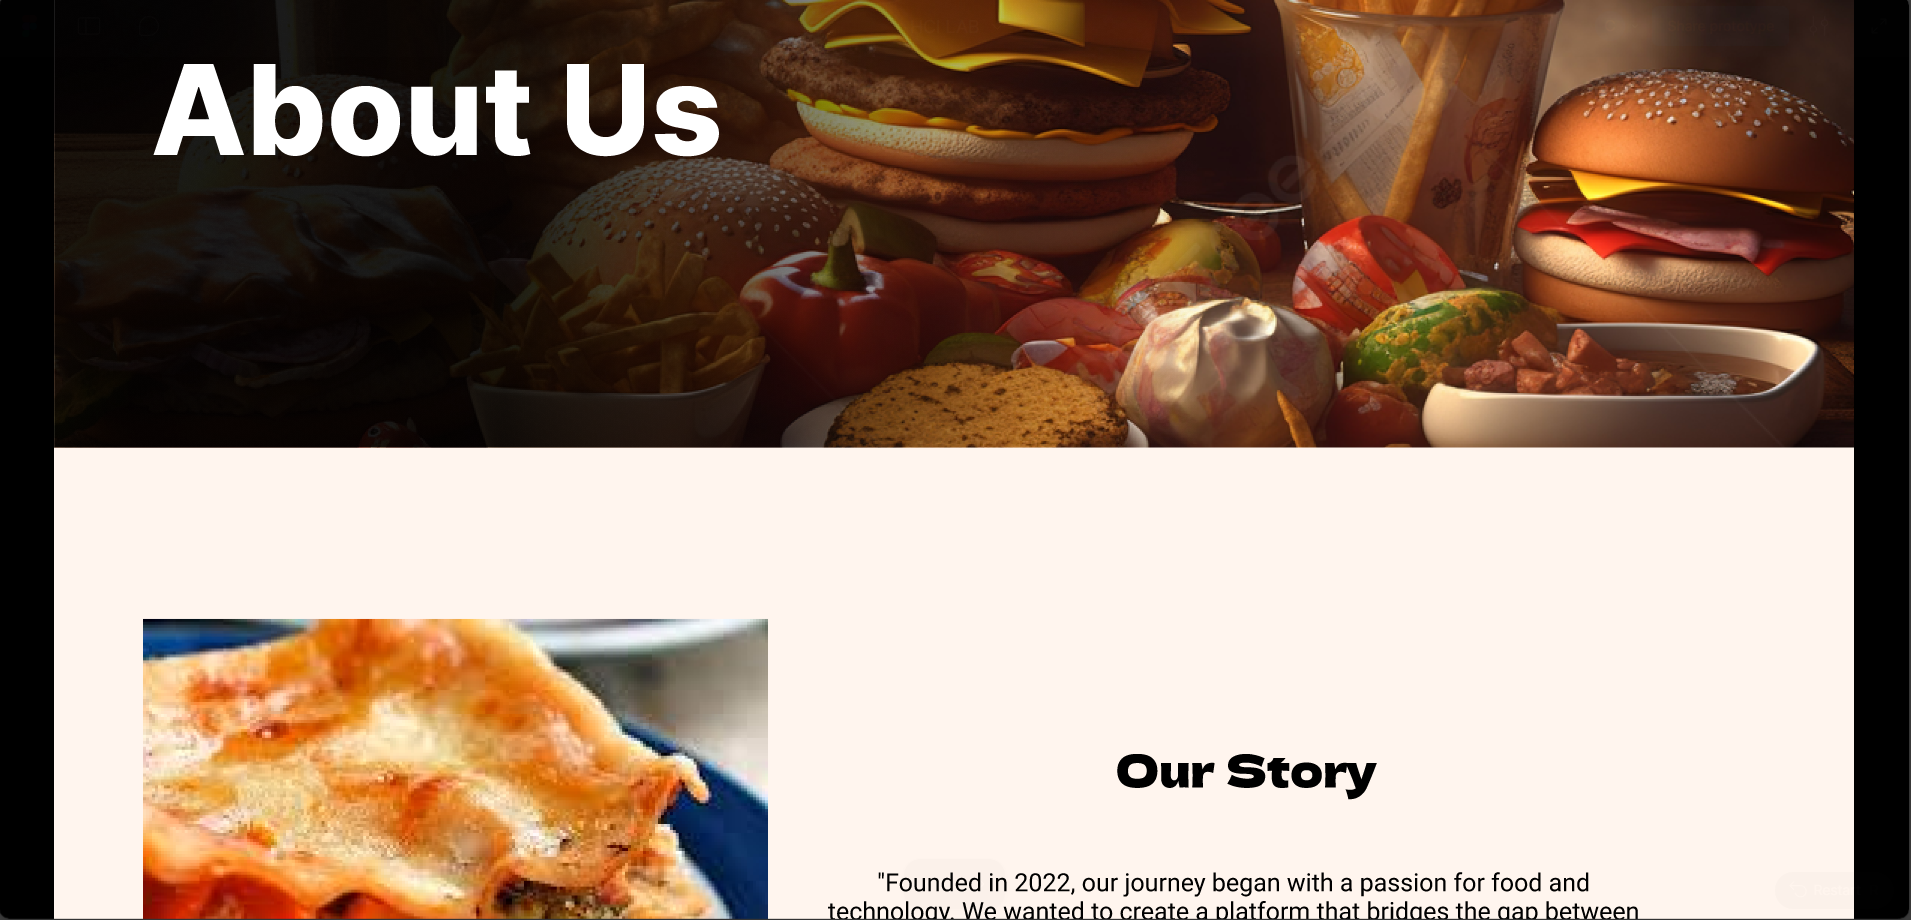 About Us
Our Story
"Founded in 2022, our journey began with a passion for food and
technology. We wanted to create a platform that bridges the gap between